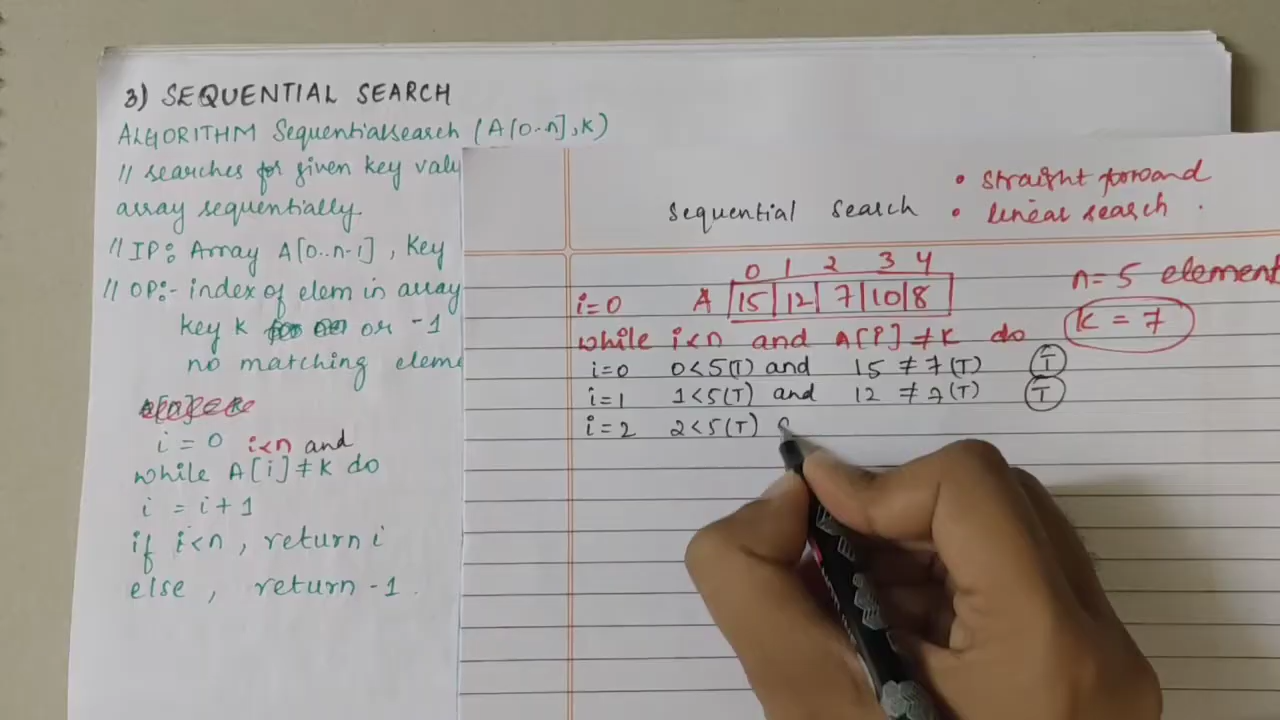 3) SEQUENTIAL SEARCH
ALGORITHM Sequentialsearch (A[0..n], K)
// searches for given key valu
array sequentially.
// IP: Array A[0..n-1], key
// OP:- index of elem in array
key K or -1
no matching eleme
i = 0 i<n and
while A[i] ≠ K do
i = i+1
if i<n, return i
else, return -1.
sequential search
• straight forward
• linear search.
0 1 2 3 4
i=0 A 15 12 7 10 8
n=5 element
K = 7
while i<n and A[i] ≠ K do
i=0 0<5(T) and 15 ≠ 7(T) T
i=1 1<5(T) and 12 ≠ 7(T) T
i=2 2<5(T)